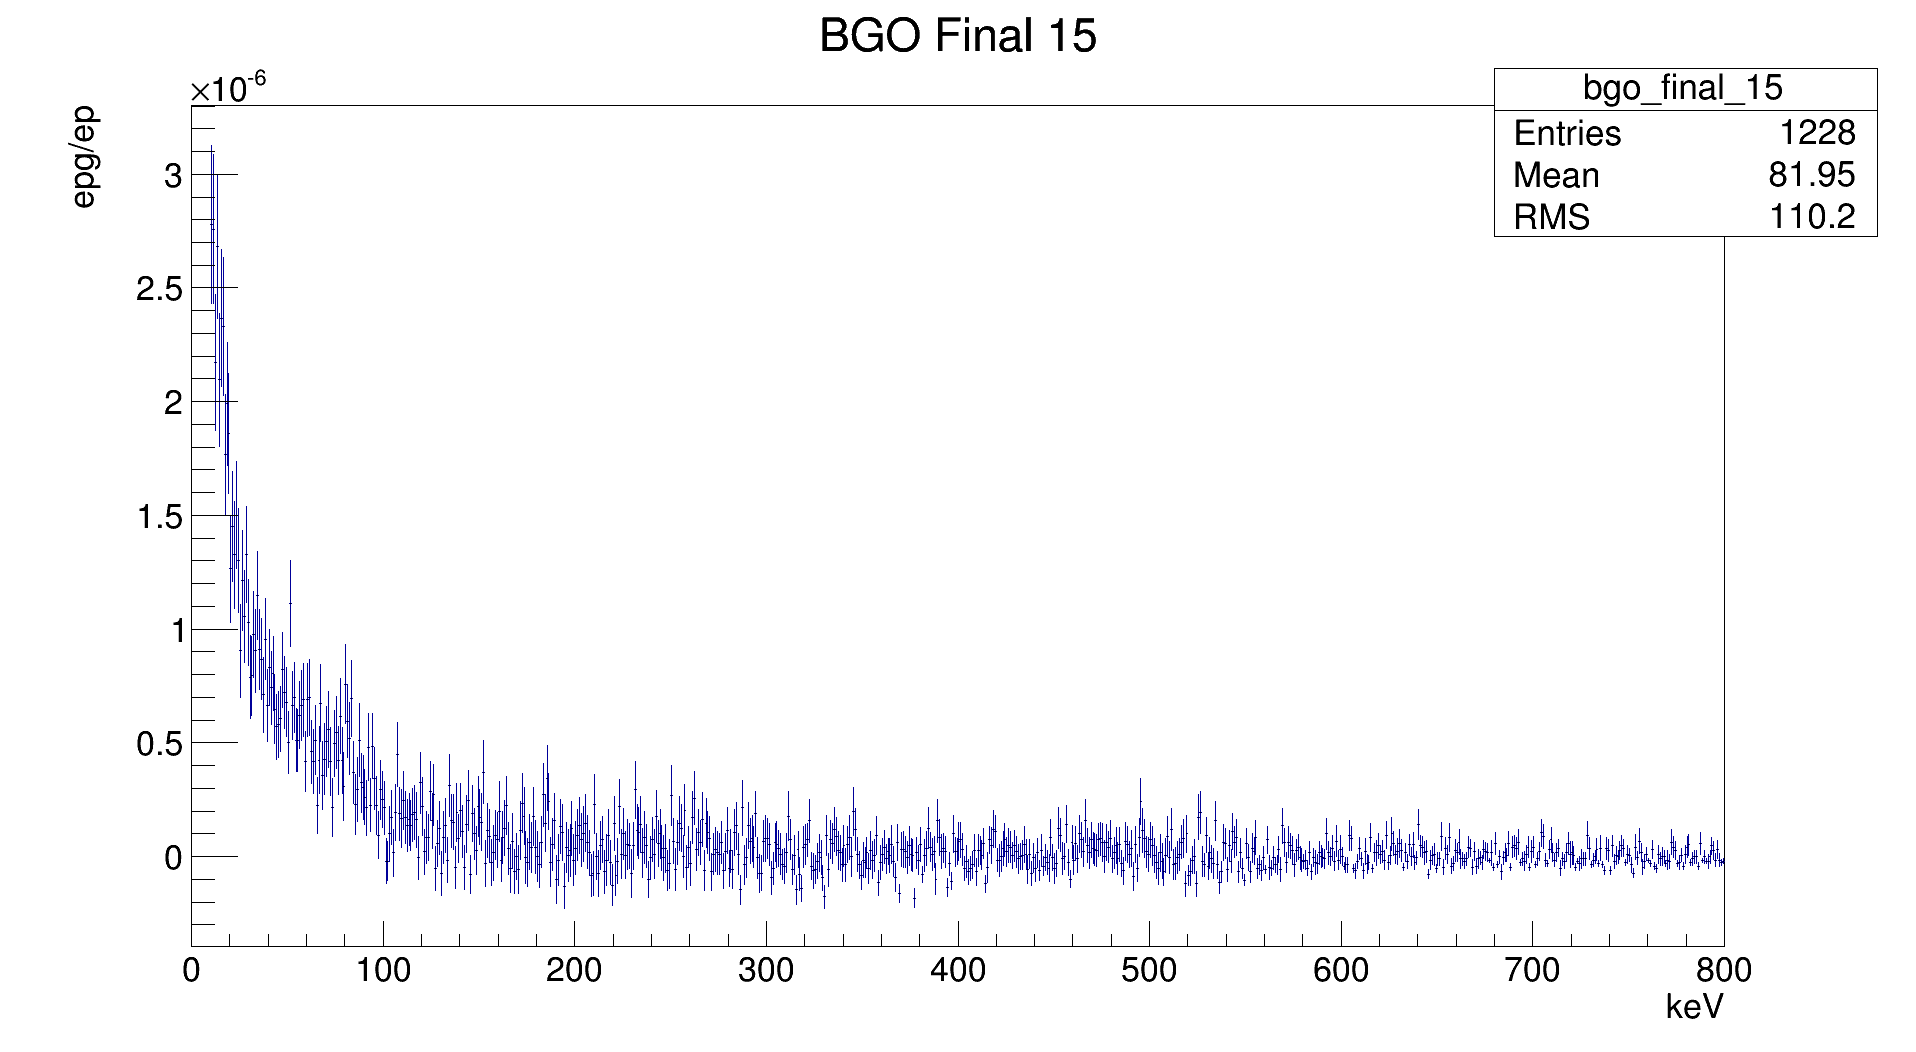 BGO Final 15
×10-6
epg/ep
bgo_final_15
Entries 1228
Mean 81.95
RMS 110.2
3
2.5
2
1.5
1
0.5
0
0 100 200 300 400 500 600 700 800
keV